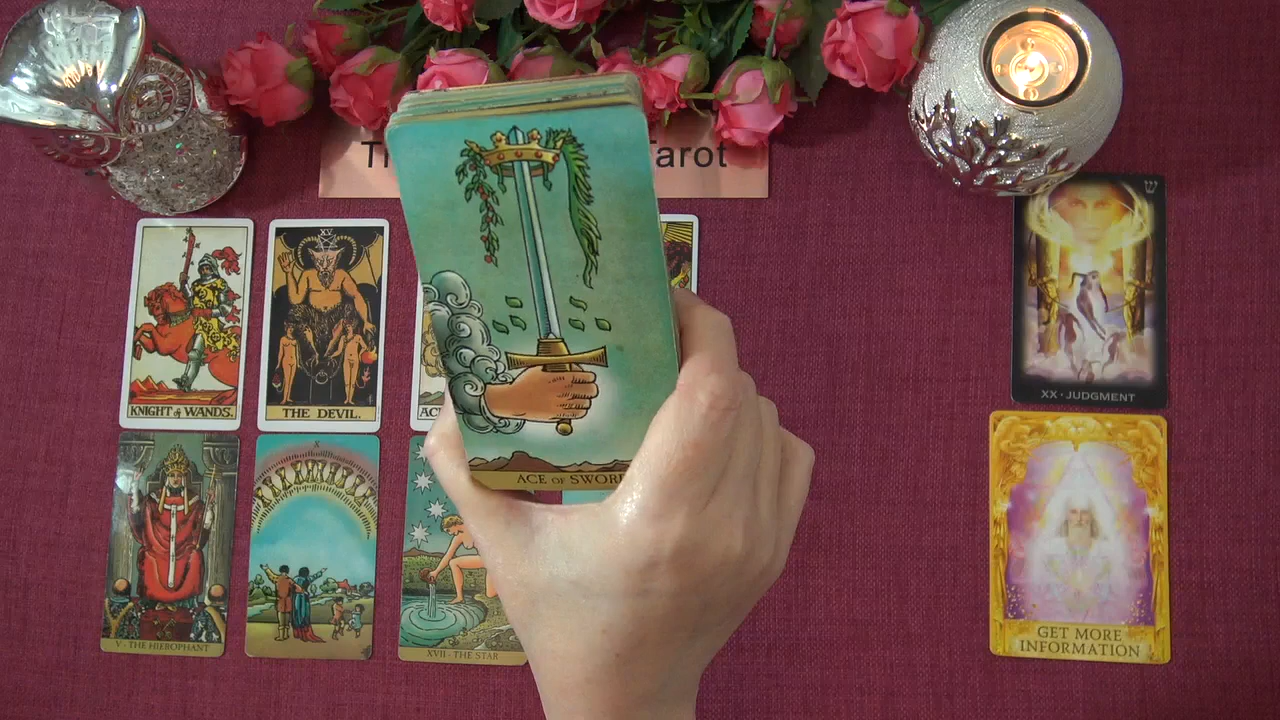 Tarot
KNIGHT of WANDS.
XV
THE DEVIL.
ACE OF SWORD
ש
XX • JUDGMENT
V - THE HIEROPHANT
X
XVII - THE STAR
GET MORE
INFORMATION